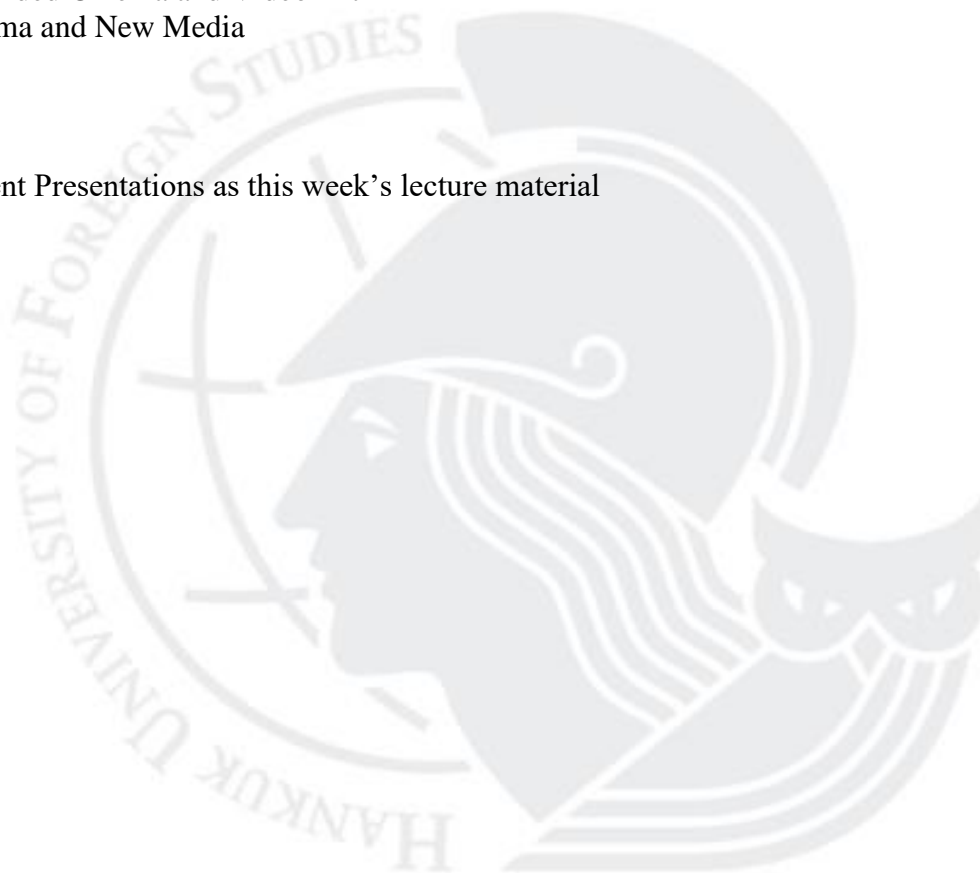 ma and New Media
nt Presentations as this week's lecture material
HANKUK UNIVERSITY OF FOREIGN STUDIES